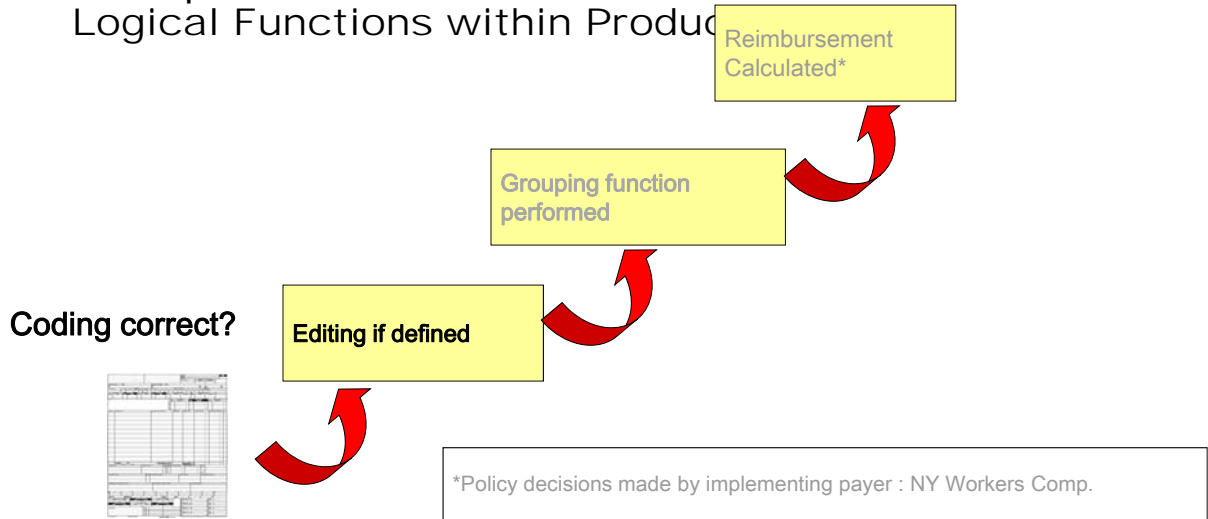 Logical Functions within
Reimbursement
Calculated*
Grouping function
performed
Coding correct?
Editing if defined
*Policy decisions made by implementing payer : NY Workers Comp.